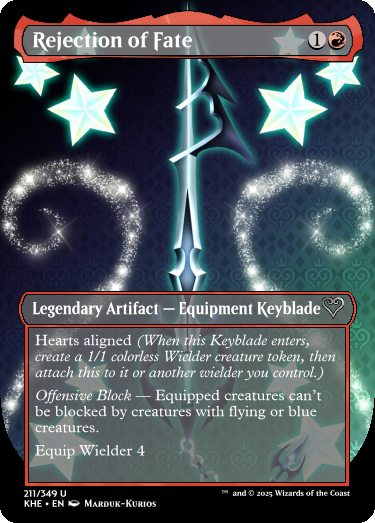 Rejection of Fate
1
Legendary Artifact — Equipment Keyblade
Hearts aligned (When this Keyblade enters,
create a 1/1 colorless Wielder creature token, then
attach this to it or another wielder you control.)
Offensive Block — Equipped creatures can't
be blocked by creatures with flying or blue
creatures.
Equip Wielder 4
211/349 U
KHE • EN Marduk-Kurios
™ and © 2025 Wizards of the Coast